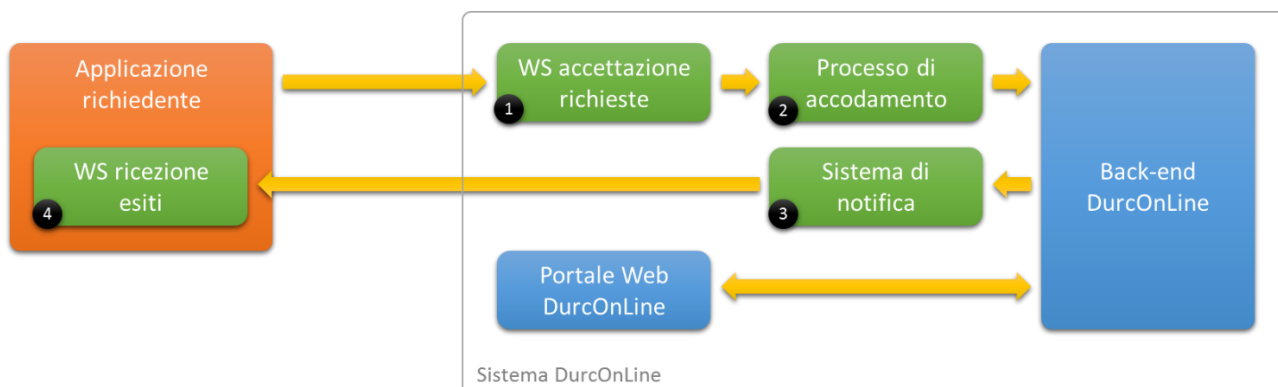 Applicazione
richiedente
WS accettazione
richieste
1
Processo di
accodamento
2
Back-end
DurcOnLine
WS ricezione
esiti
4
Sistema di
notifica
3
Portale Web
DurcOnLine
Sistema DurcOnLine